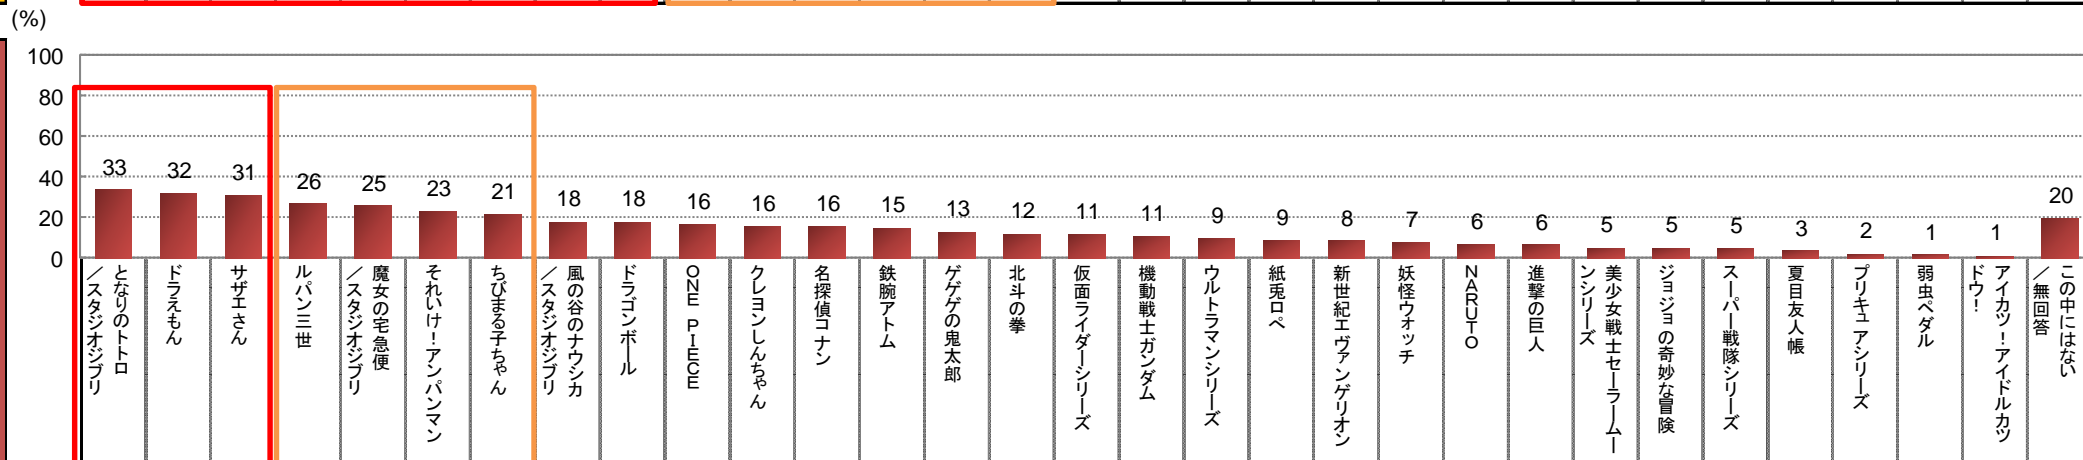 (%)
100
80
60
40
20
0
33
32
31
26
25
23
21
18
18
16
16
16
15
13
12
11
11
9
9
8
7
6
6
5
5
5
3
2
1
1
20
となりのトトロ
／スタジオジブリ
ドラえもん
サザエさん
ルパン三世
魔女の宅急便
／スタジオジブリ
それいけ！アンパンマン
ちびまる子ちゃん
風の谷のナウシカ
／スタジオジブリ
ドラゴンボール
ONE PIECE
クレヨンしんちゃん
名探偵コナン
鉄腕アトム
ゲゲゲの鬼太郎
北斗の拳
仮面ライダーシリーズ
機動戦士ガンダム
ウルトラマンシリーズ
紙兎ロペ
新世紀エヴァンゲリオン
妖怪ウォッチ
NARUTO
進撃の巨人
美少女戦士セーラームー
ンシリーズ
ジョジョの奇妙な冒険
スーパー戦隊シリーズ
夏目友人帳
プリキュアシリーズ
弱虫ペダル
アイカツ！アイドルカツ
ドウ！
この中にはない
／無回答